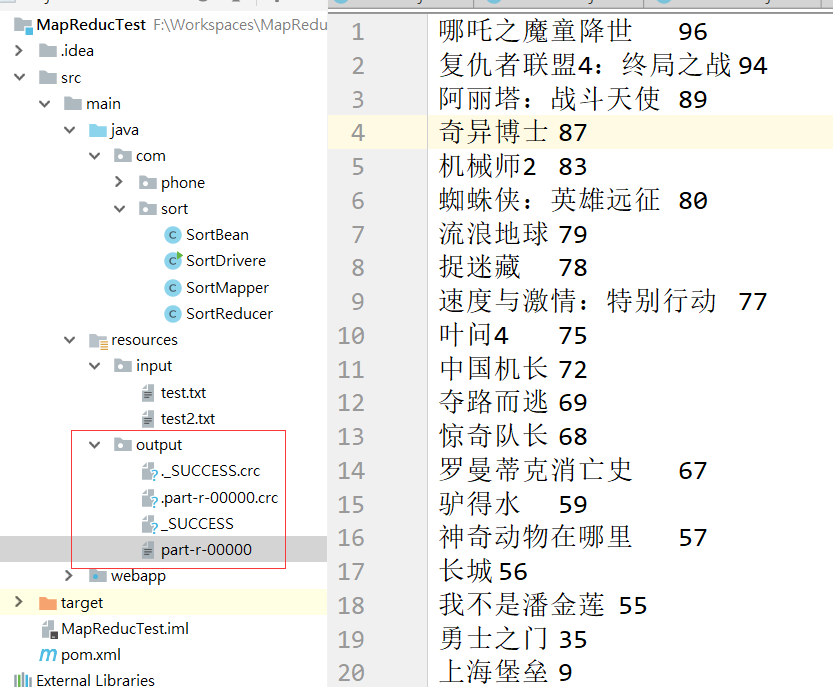 MapReducTest F:\Workspaces\MapRedu
.idea
src
main
java
com
phone
sort
SortBean
SortDrivere
SortMapper
SortReducer
resources
input
test.txt
test2.txt
output
._SUCCESS.crc
.part-r-00000.crc
_SUCCESS
part-r-00000
webapp
target
MapReducTest.iml
pom.xml
External Libraries
1 哪吒之魔童降世 96
2 复仇者联盟4：终局之战 94
3 阿丽塔：战斗天使 89
4 奇异博士 87
5 机械师2 83
6 蜘蛛侠：英雄远征 80
7 流浪地球 79
8 捉迷藏 78
9 速度与激情：特别行动 77
10 叶问4 75
11 中国机长 72
12 夺路而逃 69
13 惊奇队长 68
14 罗曼蒂克消亡史 67
15 驴得水 59
16 神奇动物在哪里 57
17 长城 56
18 我不是潘金莲 55
19 勇士之门 35
20 上海堡垒 9